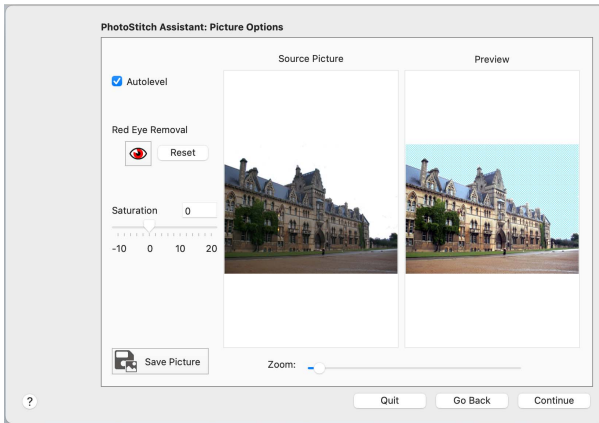 PhotoStitch Assistant: Picture Options
Source Picture
Preview
Autolevel
Red Eye Removal
Reset
Saturation 0
-10 0 10 20
Save Picture
Zoom:
? Quit Go Back Continue